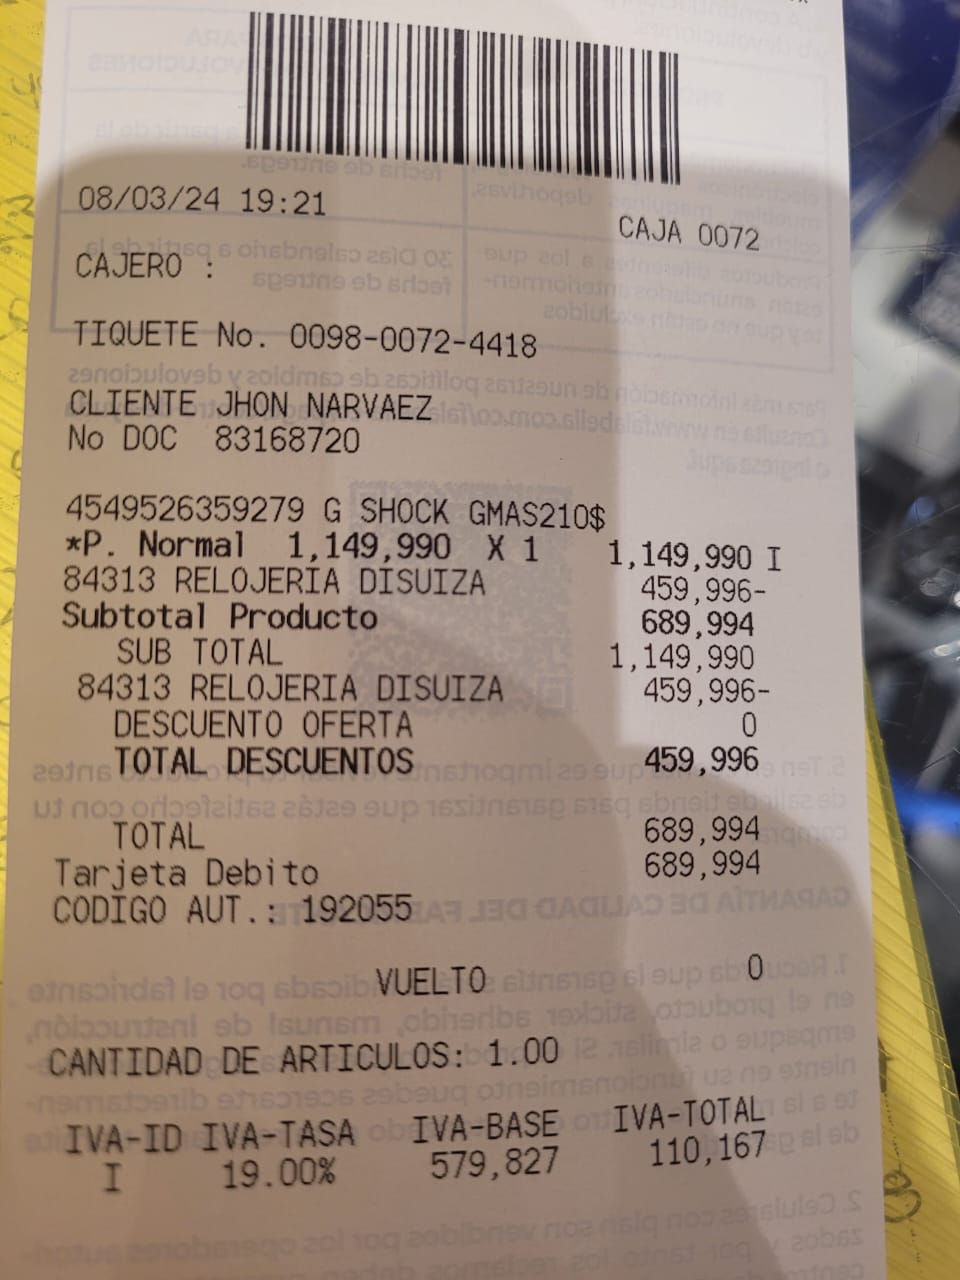 08/03/24 19:21
CAJA 0072
CAJERO :
TIQUETE No. 0098-0072-4418
CLIENTE JHON NARVAEZ
No DOC 83168720
4549526359279 G SHOCK GMAS210$
*P. Normal 1,149,990 X 1 1,149,990 I
84313 RELOJERIA DISUIZA 459,996-
Subtotal Producto 689,994
SUB TOTAL 1,149,990
84313 RELOJERIA DISUIZA 459,996-
DESCUENTO OFERTA 0
TOTAL DESCUENTOS 459,996
TOTAL 689,994
Tarjeta Debito 689,994
CODIGO AUT.: 192055
VUELTO 0
CANTIDAD DE ARTICULOS: 1.00
IVA-ID IVA-TASA IVA-BASE IVA-TOTAL
I 19.00% 579,827 110,167